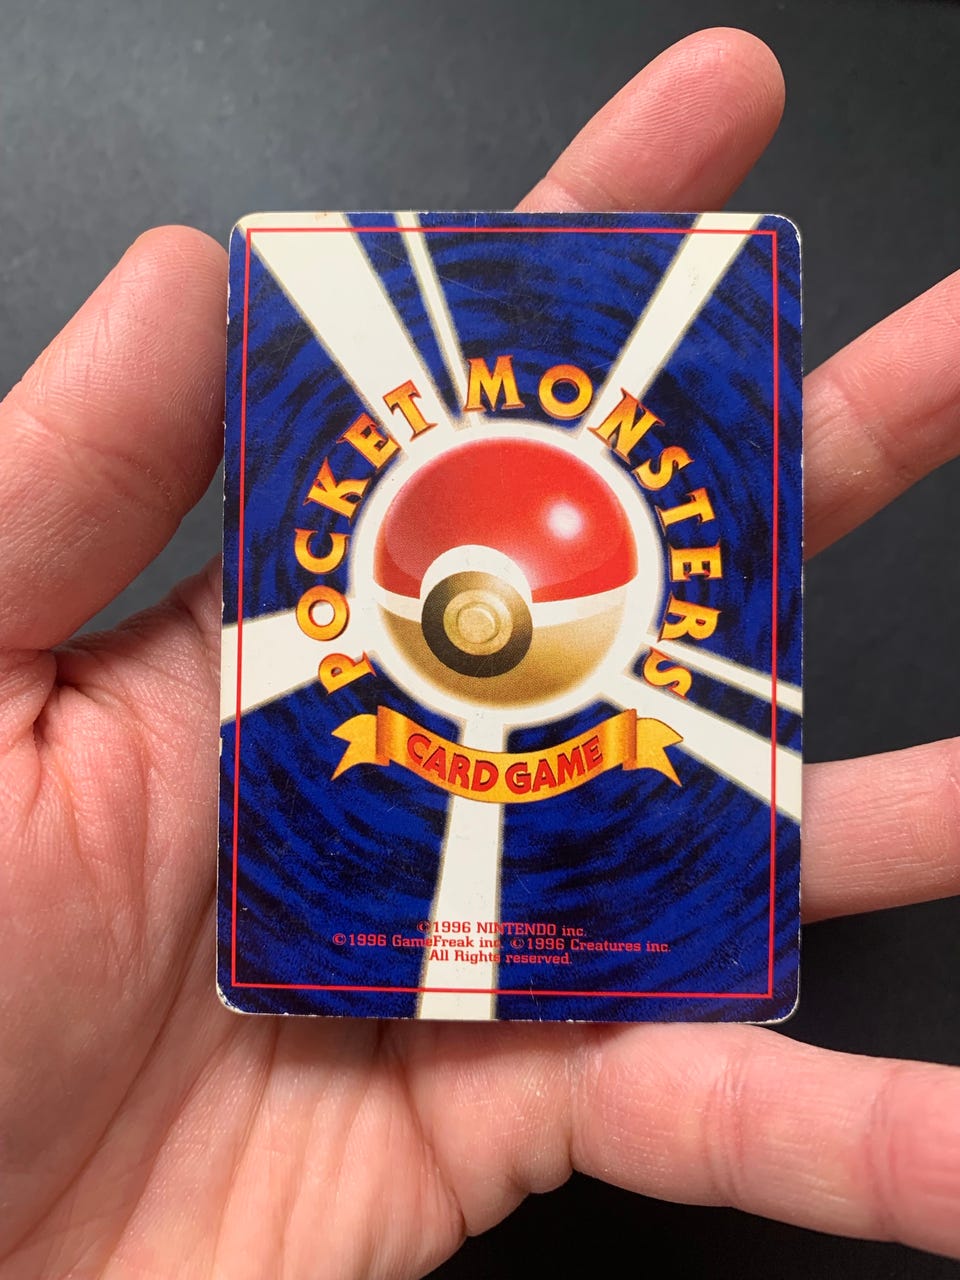 POCKET MONSTERS
CARD GAME
©1996 NINTENDO inc.
©1996 GameFreak inc. ©1996 Creatures inc.
All Rights reserved.